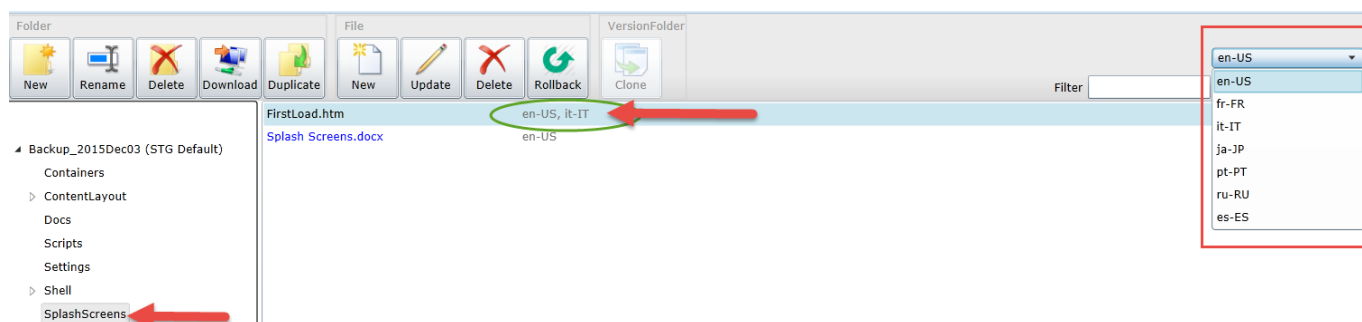 Folder
File
VersionFolder
New
Rename
Delete
Download
Duplicate
New
Update
Delete
Rollback
Clone
Filter
en-US
en-US
fr-FR
it-IT
ja-JP
pt-PT
ru-RU
es-ES
FirstLoad.htm en-US, it-IT
Splash Screens.docx en-US
Backup_2015Dec03 (STG Default)
Containers
ContentLayout
Docs
Scripts
Settings
Shell
SplashScreens